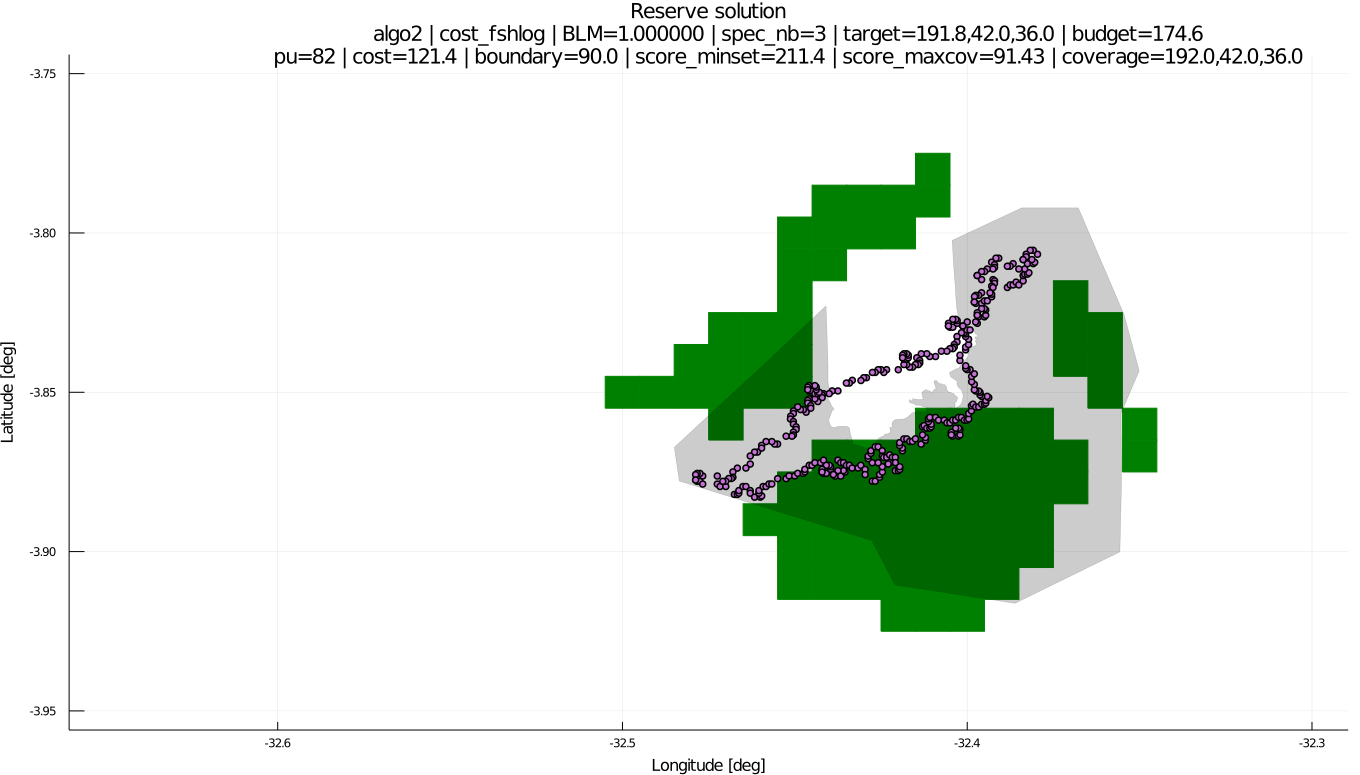 Reserve solution
algo2 | cost_fshlog | BLM=1.000000 | spec_nb=3 | target=191.8,42.0,36.0 | budget=174.6
pu=82 | cost=121.4 | boundary=90.0 | score_minset=211.4 | score_maxcov=91.43 | coverage=192.0,42.0,36.0
-3.75
-3.80
-3.85
-3.90
-3.95
Latitude [deg]
-32.6 -32.5 -32.4 -32.3
Longitude [deg]